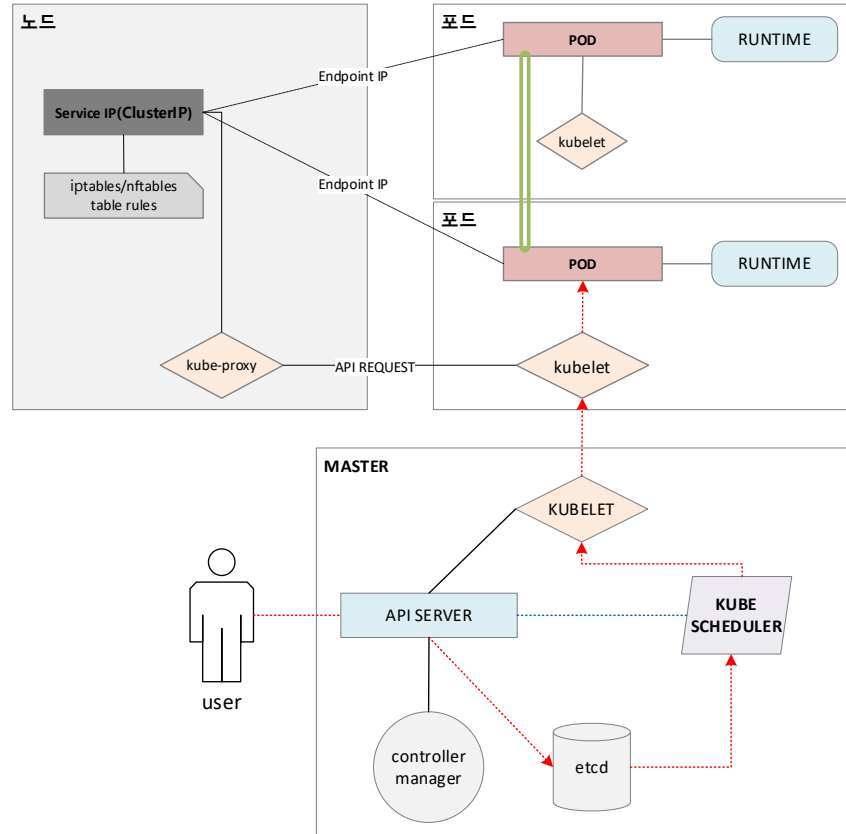 노드
Service IP(ClusterIP)
iptables/nftables
table rules
kube-proxy
Endpoint IP
Endpoint IP
API REQUEST
포드
POD
RUNTIME
kubelet
포드
POD
RUNTIME
kubelet
MASTER
KUBELET
API SERVER
KUBE
SCHEDULER
user
controller
manager
etcd